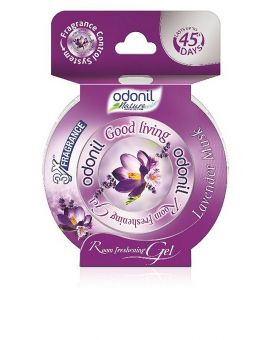 Fragrance Control
System
LASTS UP TO
45
DAYS
odonil
Nature
Good living
odonil
odonil
3X FRAGRANCE
Room Freshening Gel
Lavender Musk
Room Freshening Gel